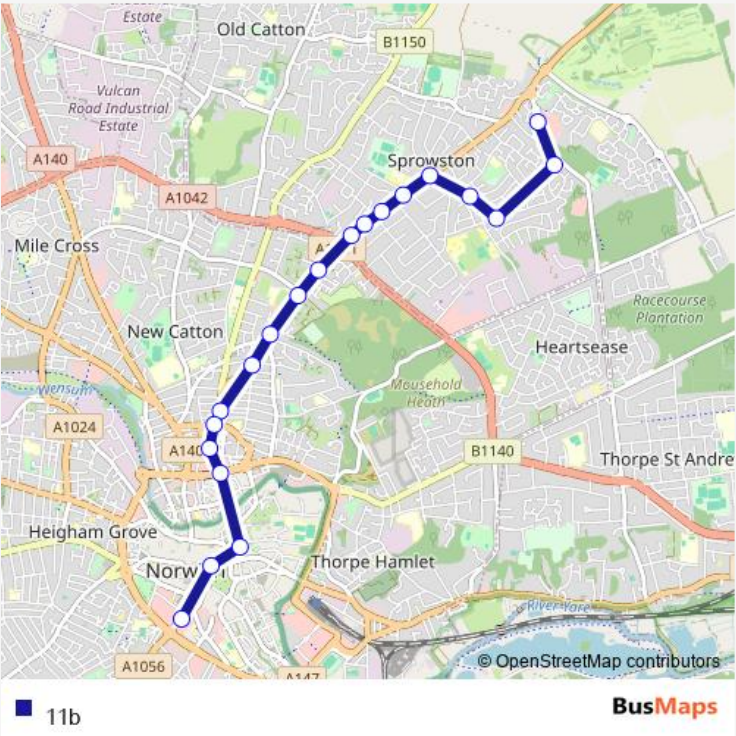 Estate
Old Catton
B1150
Vulcan
Road Industrial
Estate
A140
Sprowston
A1042
Mile Cross
Racecourse
Plantation
New Catton
Heartsease
Wensum
Mousehold
Heath
A1024
B1140
Thorpe St Andre
Heigham Grove
Thorpe Hamlet
River Yare
A1056
A147
© OpenStreetMap contributors
11b
BusMaps